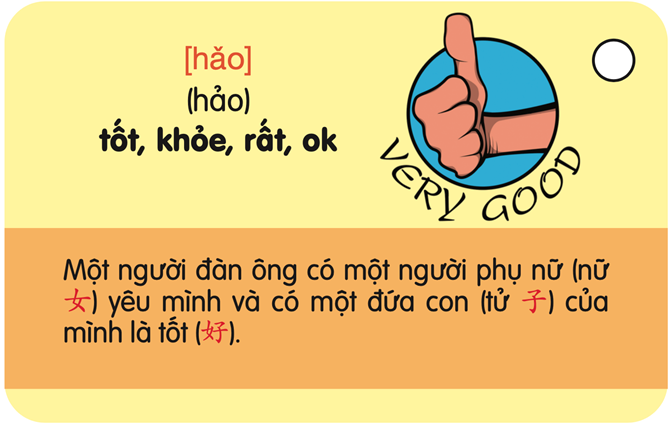 [hǎo]
(hảo)
tốt, khỏe, rất, ok
VERY GOOD
Một người đàn ông có một người phụ nữ (nữ
女) yêu mình và có một đứa con (tử 子) của
mình là tốt (好).